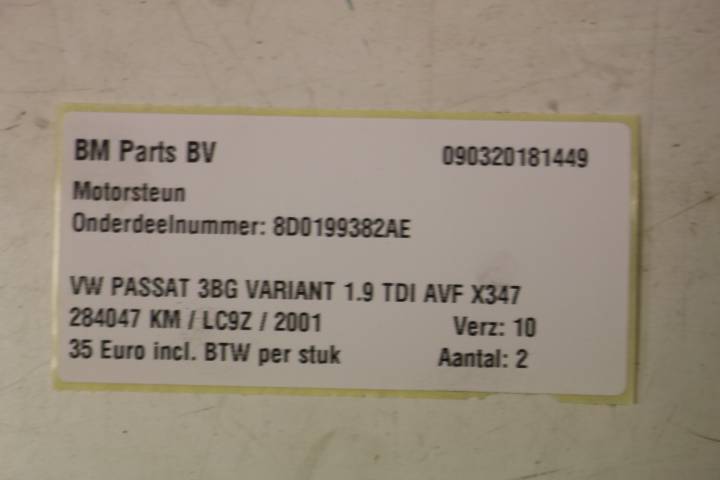 BM Parts BV 090320181449
Motorsteun
Onderdeelnummer: 8D0199382AE
VW PASSAT 3BG VARIANT 1.9 TDI AVF X347
284047 KM / LC9Z / 2001 Verz: 10
35 Euro incl. BTW per stuk Aantal: 2